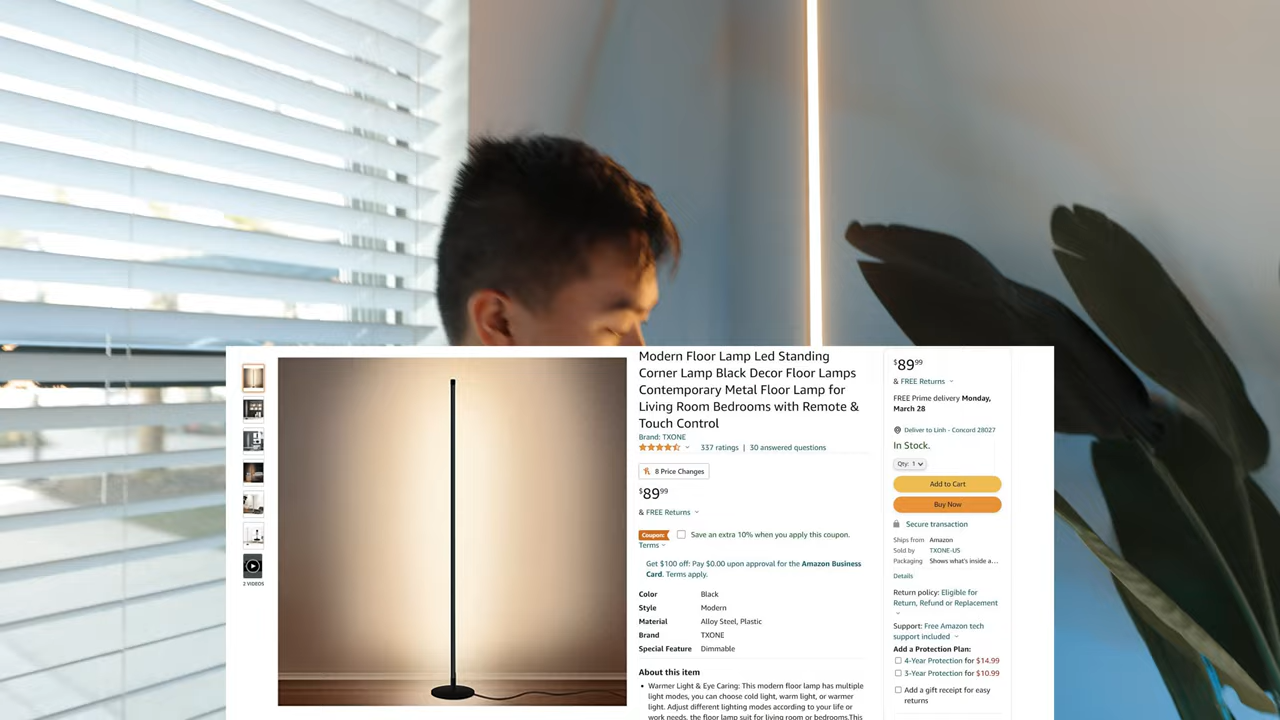 2 VIDEOS
Modern Floor Lamp Led Standing
Corner Lamp Black Decor Floor Lamps
Contemporary Metal Floor Lamp for
Living Room Bedrooms with Remote &
Touch Control
Brand: TXONE
337 ratings | 30 answered questions
8 Price Changes
$89.99
& FREE Returns
Coupon: Save an extra 10% when you apply this coupon.
Terms
Get $100 off: Pay $0.00 upon approval for the Amazon Business
Card. Terms apply.
Color Black
Style Modern
Material Alloy Steel, Plastic
Brand TXONE
Special Feature Dimmable
About this item
• Warmer Light & Eye Caring: This modern floor lamp has multiple
light modes, you can choose cold light, warm light, or warmer
light. Adjust different lighting modes according to your life or
work needs, the floor lamp suit for living room or bedrooms.This
$89.99
& FREE Returns
FREE Prime delivery Monday,
March 28
Deliver to Linh - Concord 28027
In Stock.
Qty: 1
Add to Cart
Buy Now
Secure transaction
Ships from Amazon
Sold by TXONE-US
Packaging Shows what's inside a...
Details
Return policy: Eligible for
Return, Refund or Replacement
Support: Free Amazon tech
support included
Add a Protection Plan:
4-Year Protection for $14.99
3-Year Protection for $10.99
Add a gift receipt for easy
returns